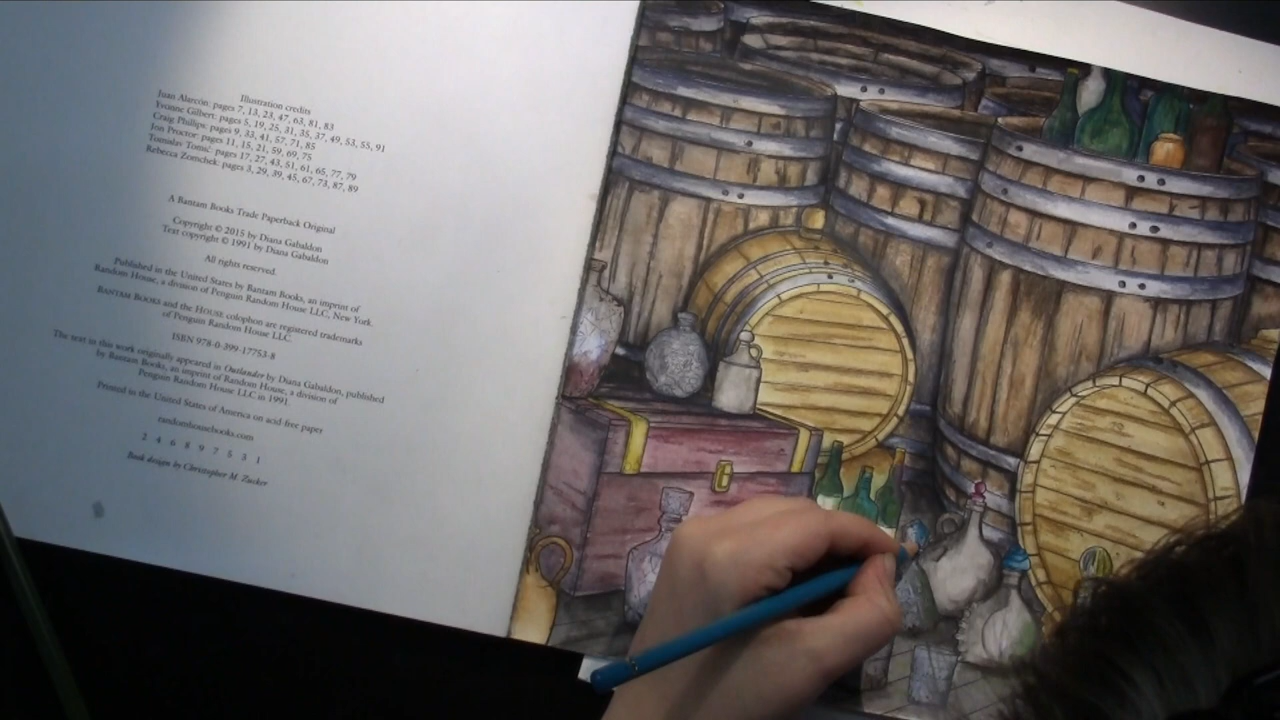 Illustration credits
Juan Alarcón: pages 7, 13, 23, 47, 63, 81, 83
Yvonne Gilbert: pages 5, 19, 25, 31, 35, 37, 49, 53, 55, 91
Craig Phillips: pages 9, 33, 41, 57, 71, 85
Jon Proctor: pages 11, 15, 21, 59, 69, 75
Tomislav Tomić: pages 17, 27, 43, 51, 61, 65, 77, 79
Rebecca Zomchek: pages 3, 29, 39, 45, 67, 73, 87, 89
A Bantam Books Trade Paperback Original
Copyright © 2015 by Diana Gabaldon
Text copyright © 1991 by Diana Gabaldon
All rights reserved.
Published in the United States by Bantam Books, an imprint of
Random House, a division of Penguin Random House LLC, New York.
BANTAM BOOKS and the HOUSE colophon are registered trademarks
of Penguin Random House LLC.
ISBN 978-0-399-17753-8
The text in this work originally appeared in Outlander by Diana Gabaldon, published
by Bantam Books, an imprint of Random House, a division of
Penguin Random House LLC in 1991.
Printed in the United States of America on acid-free paper
randomhousebooks.com
2 4 6 8 9 7 5 3 1
Book design by Christopher M. Zucker